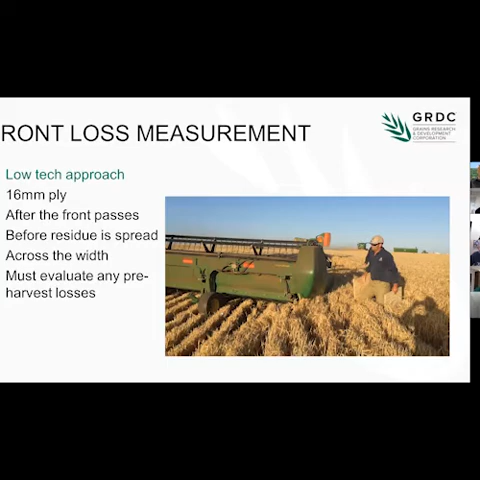 RONT LOSS MEASUREMENT
GRDC
GRAINS RESEARCH
& DEVELOPMENT
CORPORATION
Low tech approach
16mm ply
After the front passes
Before residue is spread
Across the width
Must evaluate any pre-
harvest losses